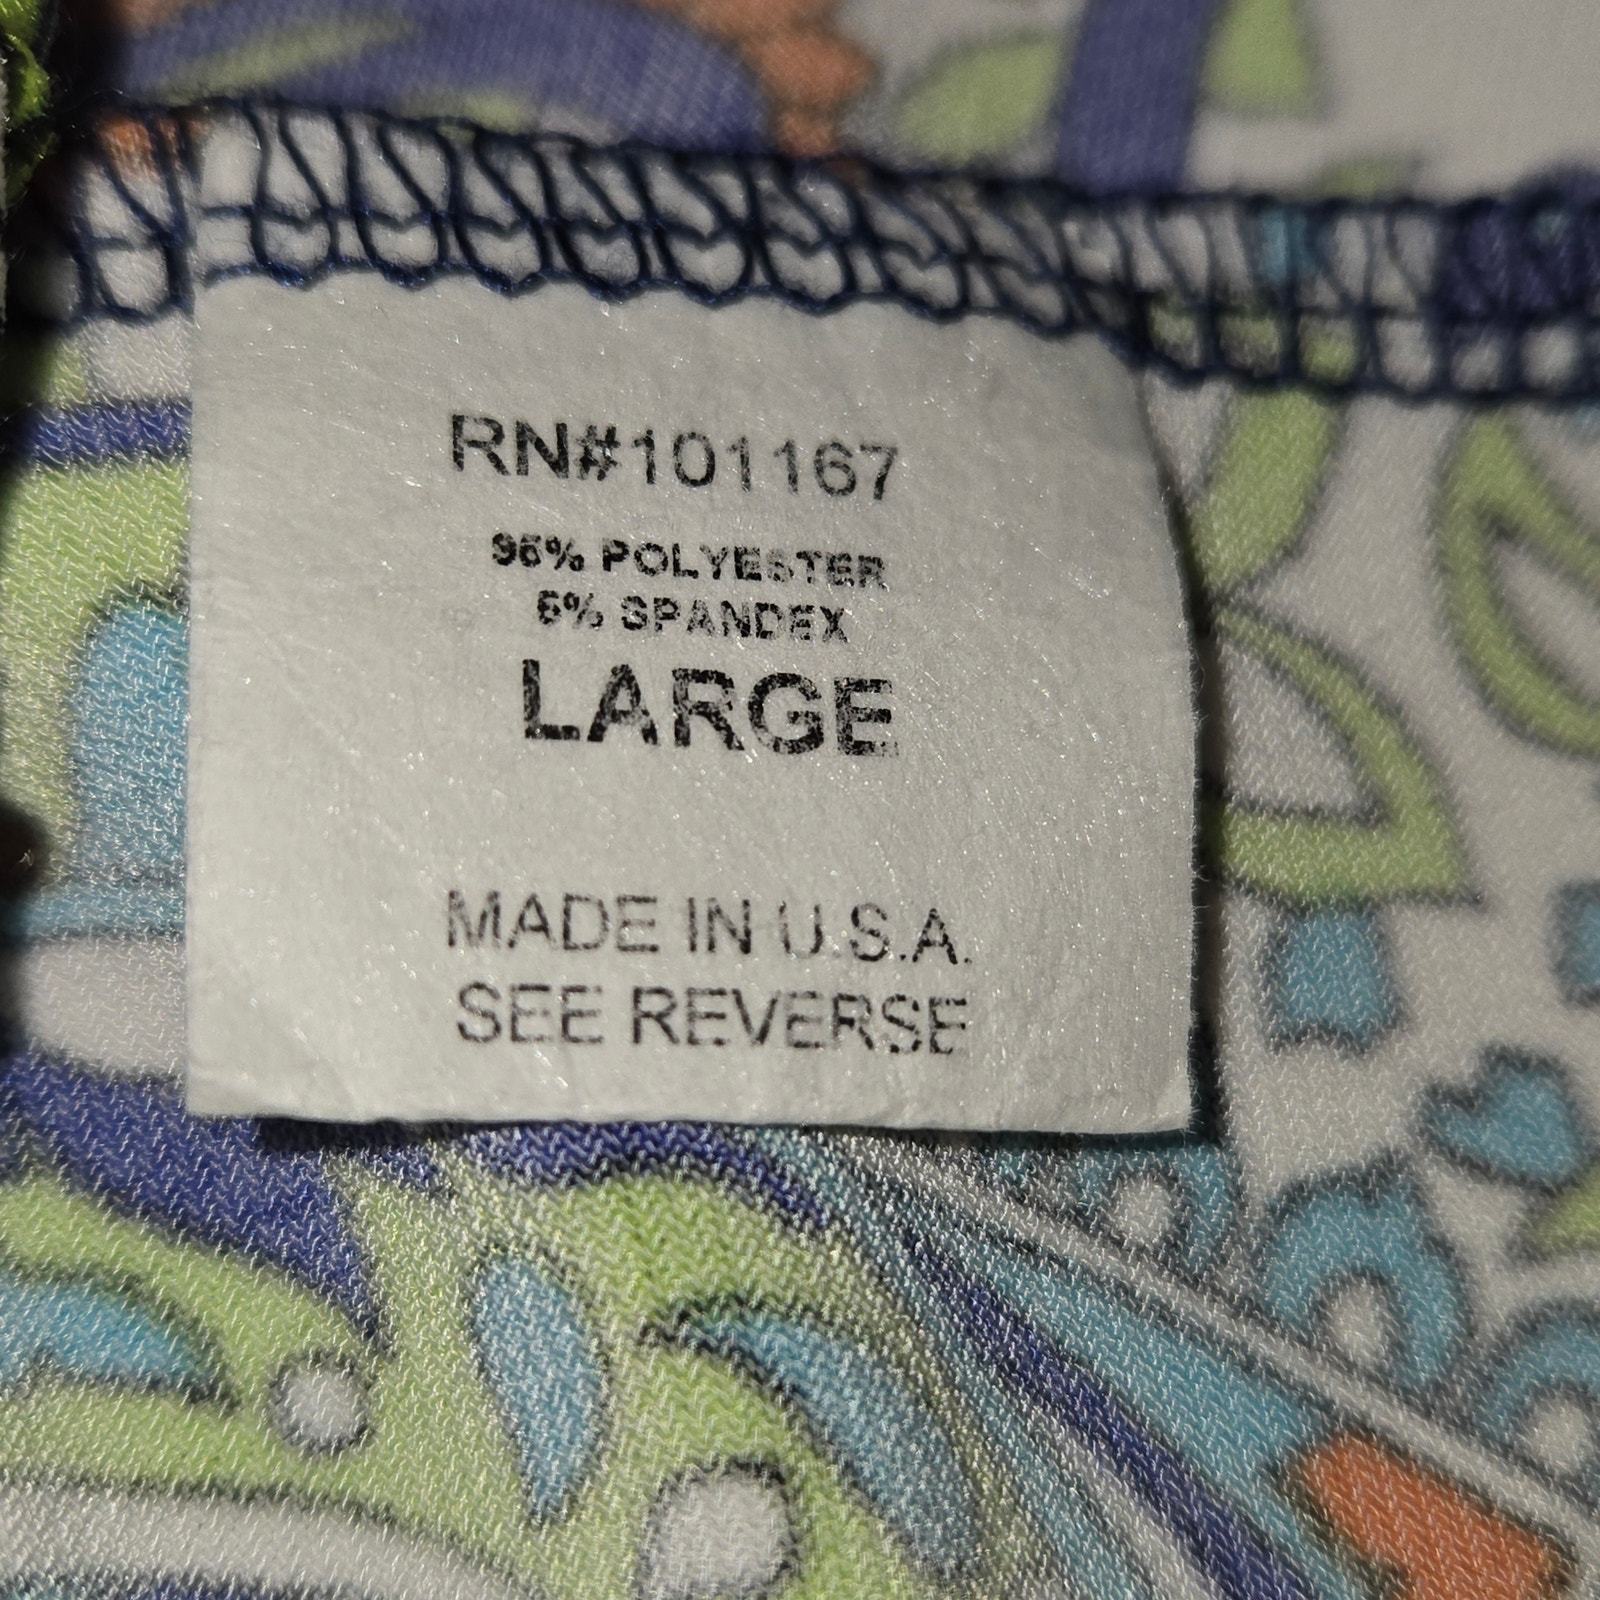 RN#101167
95% POLYESTER
5% SPANDEX
LARGE
MADE IN U.S.A.
SEE REVERSE